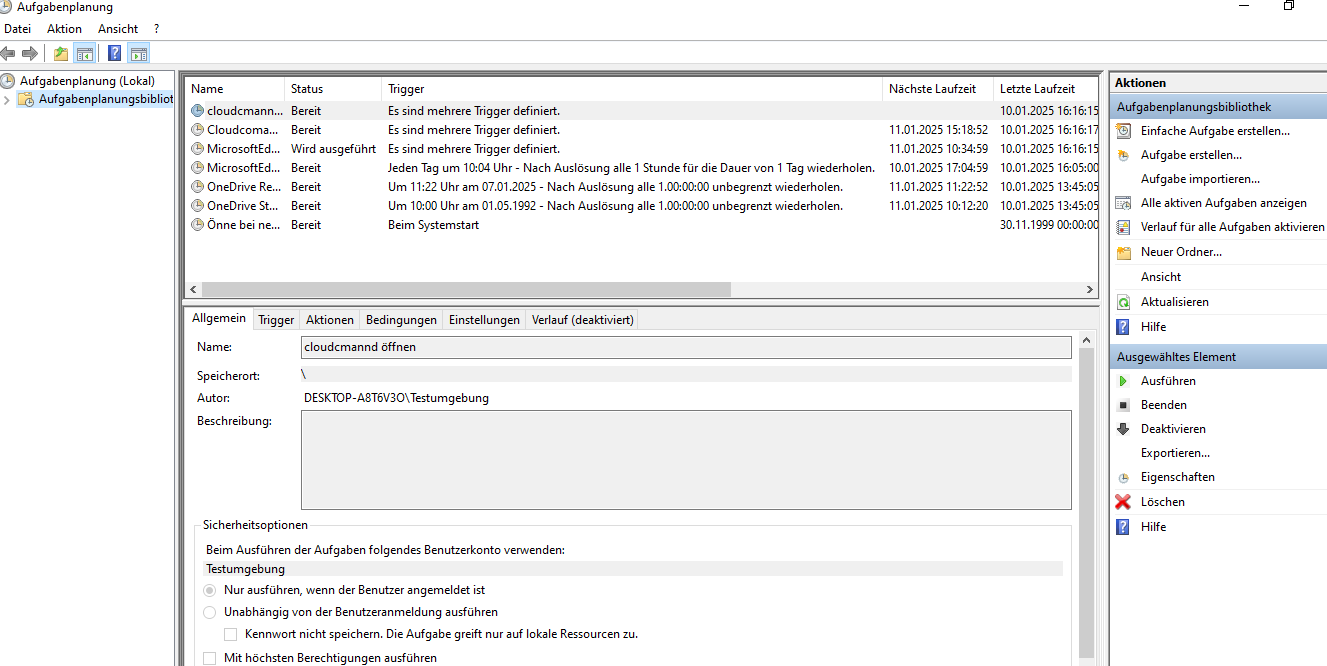 Aufgabenplanung
Datei Aktion Ansicht ?
Aufgabenplanung (Lokal)
Aufgabenplanungsbibliot
Name Status Trigger Nächste Laufzeit Letzte Laufzeit
cloudcmann... Bereit Es sind mehrere Trigger definiert. 10.01.2025 16:16:15
Cloudcoma... Bereit Es sind mehrere Trigger definiert. 11.01.2025 15:18:52 10.01.2025 16:16:17
MicrosoftEd... Wird ausgeführt Es sind mehrere Trigger definiert. 11.01.2025 10:34:59 10.01.2025 16:16:15
MicrosoftEd... Bereit Jeden Tag um 10:04 Uhr - Nach Auslösung alle 1 Stunde für die Dauer von 1 Tag wiederholen. 10.01.2025 17:04:59 10.01.2025 16:05:00
OneDrive Re... Bereit Um 11:22 Uhr am 07.01.2025 - Nach Auslösung alle 1.00:00:00 unbegrenzt wiederholen. 11.01.2025 11:22:52 10.01.2025 13:45:05
OneDrive St... Bereit Um 10:00 Uhr am 01.05.1992 - Nach Auslösung alle 1.00:00:00 unbegrenzt wiederholen. 11.01.2025 10:12:20 10.01.2025 13:45:05
Önne bei ne... Bereit Beim Systemstart 30.11.1999 00:00:00
Allgemein Trigger Aktionen Bedingungen Einstellungen Verlauf (deaktiviert)
Name: cloudcmannd öffnen
Speicherort: \
Autor: DESKTOP-A8T6V3O\Testumgebung
Beschreibung:
Sicherheitsoptionen
Beim Ausführen der Aufgaben folgendes Benutzerkonto verwenden:
Testumgebung
Nur ausführen, wenn der Benutzer angemeldet ist
Unabhängig von der Benutzeranmeldung ausführen
Kennwort nicht speichern. Die Aufgabe greift nur auf lokale Ressourcen zu.
Mit höchsten Berechtigungen ausführen
Aktionen
Aufgabenplanungsbibliothek
Einfache Aufgabe erstellen...
Aufgabe erstellen...
Aufgabe importieren...
Alle aktiven Aufgaben anzeigen
Verlauf für alle Aufgaben aktivieren
Neuer Ordner...
Ansicht
Aktualisieren
Hilfe
Ausgewähltes Element
Ausführen
Beenden
Deaktivieren
Exportieren...
Eigenschaften
Löschen
Hilfe